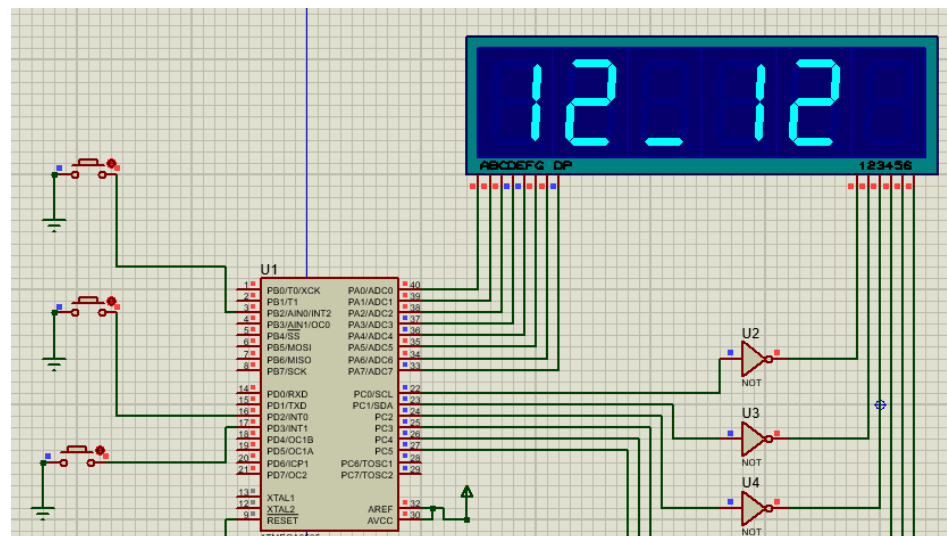 12_ 12
ABCDEFG DP
123456
U1
1 PB0/T0/XCK PA0/ADC0 40
2 PB1/T1 PA1/ADC1 39
3 PB2/AIN0/INT2 PA2/ADC2 38
4 PB3/AIN1/OC0 PA3/ADC3 37
5 PB4/SS PA4/ADC4 36
6 PB5/MOSI PA5/ADC5 35
7 PB6/MISO PA6/ADC6 34
8 PB7/SCK PA7/ADC7 33
14 PD0/RXD PC0/SCL 22
15 PD1/TXD PC1/SDA 23
16 PD2/INT0 PC2 24
17 PD3/INT1 PC3 25
18 PD4/OC1B PC4 26
19 PD5/OC1A PC5 27
20 PD6/ICP1 PC6/TOSC1 28
21 PD7/OC2 PC7/TOSC2 29
13 XTAL1
12 XTAL2 AREF 32
9 RESET AVCC 30
U2
NOT
U3
NOT
U4
NOT